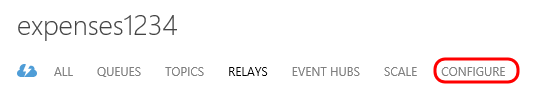 expenses1234
ALL QUEUES TOPICS RELAYS EVENT HUBS SCALE CONFIGURE